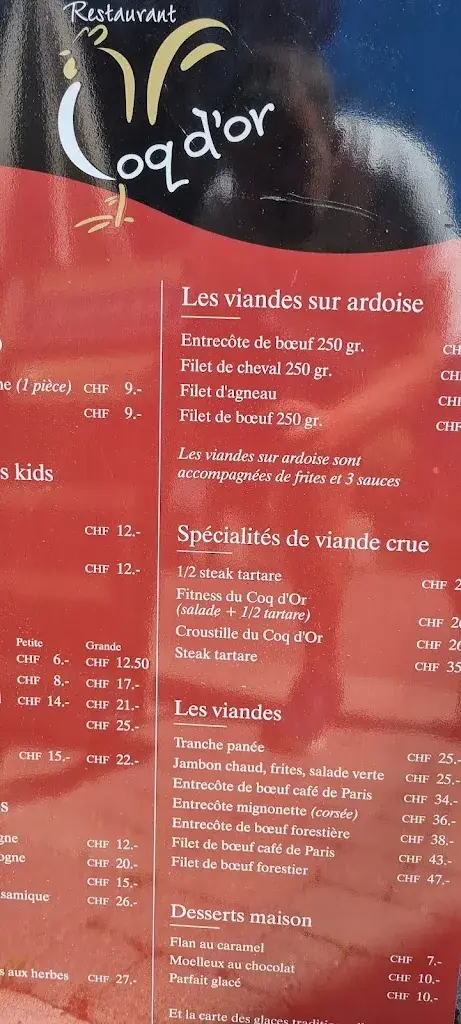 Restaurant
Coq d'or
(1 pièce) CHF 9.-
CHF 9.-
kids
CHF 12.-
CHF 12.-
Petite Grande
CHF 6.- CHF 12.50
CHF 8.- CHF 17.-
CHF 14.- CHF 21.-
CHF 25.-
CHF 15.- CHF 22.-
CHF 12.-
CHF 20.-
CHF 15.-
CHF 26.-
aux herbes CHF 27.-
Les viandes sur ardoise
Entrecôte de bœuf 250 gr.
Filet de cheval 250 gr.
Filet d'agneau
Filet de bœuf 250 gr. CHF
Les viandes sur ardoise sont
accompagnées de frites et 3 sauces
Spécialités de viande crue
1/2 steak tartare CHF
Fitness du Coq d'Or
(salade + 1/2 tartare) CHF
Croustille du Coq d'Or CHF 26
Steak tartare CHF 35
Les viandes
Tranche panée CHF 25.-
Jambon chaud, frites, salade verte CHF 25.-
Entrecôte de bœuf café de Paris CHF 34.-
Entrecôte mignonette (corsée) CHF 36.-
Entrecôte de bœuf forestière CHF 38.-
Filet de bœuf café de Paris CHF 43.-
Filet de bœuf forestier CHF 47.-
Desserts maison
Flan au caramel CHF 7.-
Moelleux au chocolat CHF 10.-
Parfait glacé CHF 10.-
Et la carte des glaces